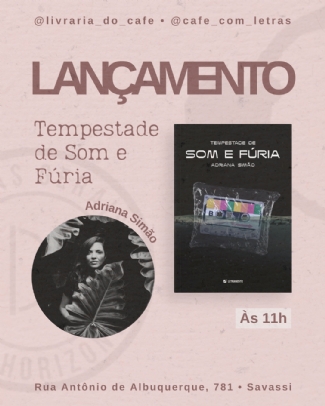 @livraria_do_cafe • @cafe_com_letras
LANÇAMENTO
Tempestade
de Som e
Fúria
Adriana Simão
TEMPESTADE DE
SOM E FÚRIA
ADRIANA SIMÃO
Às 11h
HORIZON
Rua Antônio de Albuquerque, 781 • Savassi